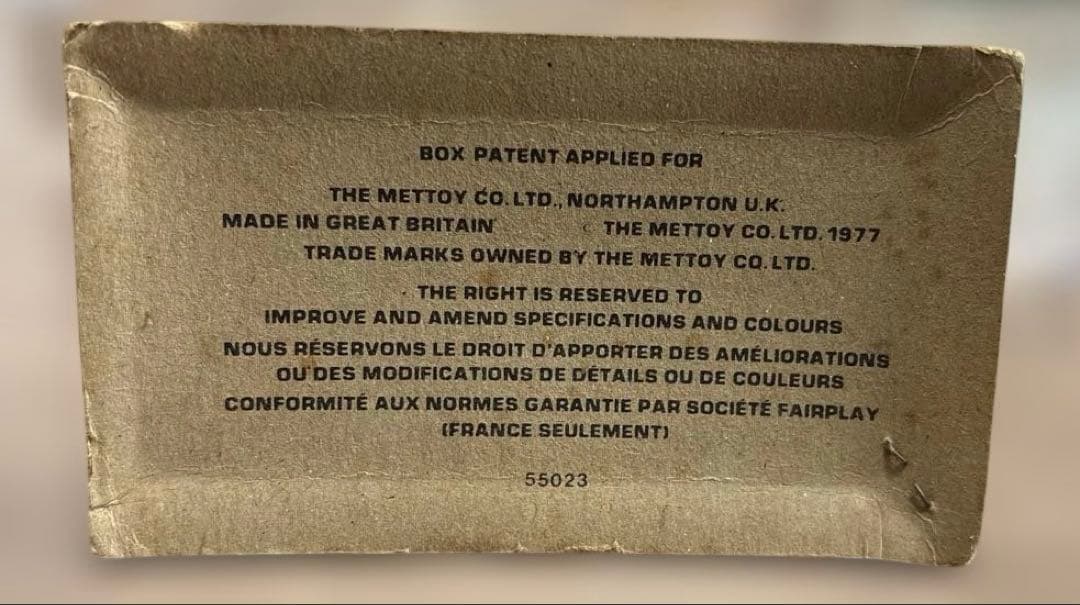 BOX PATENT APPLIED FOR
THE METTOY CO. LTD., NORTHAMPTON U.K.
MADE IN GREAT BRITAIN © THE METTOY CO. LTD. 1977
TRADE MARKS OWNED BY THE METTOY CO. LTD.
THE RIGHT IS RESERVED TO
IMPROVE AND AMEND SPECIFICATIONS AND COLOURS
NOUS RÉSERVONS LE DROIT D'APPORTER DES AMÉLIORATIONS
OU DES MODIFICATIONS DE DÉTAILS OU DE COULEURS
CONFORMITÉ AUX NORMES GARANTIE PAR SOCIÉTÉ FAIRPLAY
(FRANCE SEULEMENT)
55023